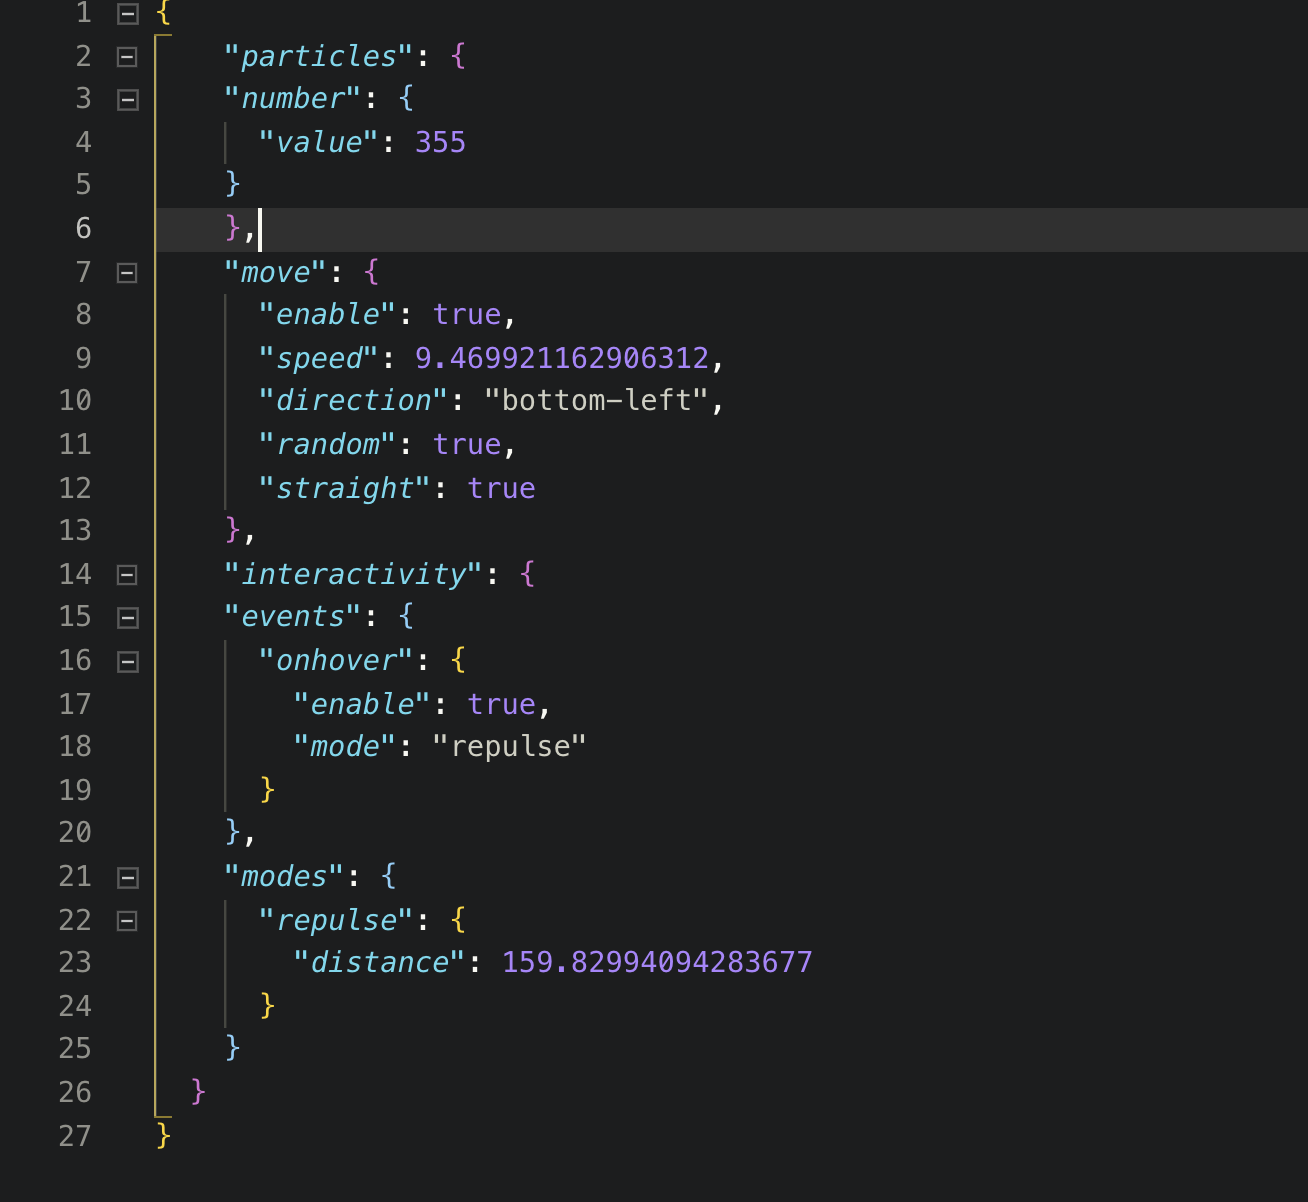 1 {
2     "particles": {
3     "number": {
4       "value": 355
5     }
6     },
7     "move": {
8       "enable": true,
9       "speed": 9.469921162906312,
10       "direction": "bottom-left",
11       "random": true,
12       "straight": true
13     },
14     "interactivity": {
15     "events": {
16       "onhover": {
17         "enable": true,
18         "mode": "repulse"
19       }
20     },
21     "modes": {
22       "repulse": {
23         "distance": 159.82994094283677
24       }
25     }
26   }
27 }